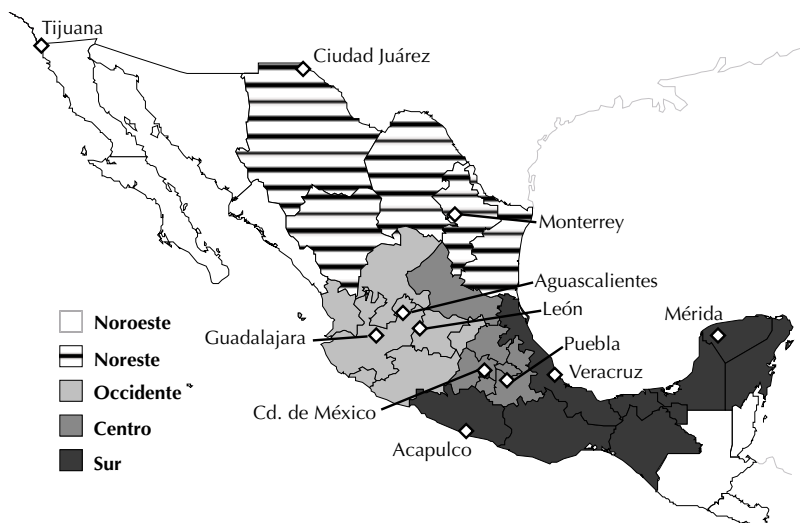 Tijuana
Ciudad Juárez
Monterrey
Aguascalientes
León
Guadalajara
Mérida
Puebla
Veracruz
Cd. de México
Acapulco
Noroeste
Noreste
Occidente
Centro
Sur